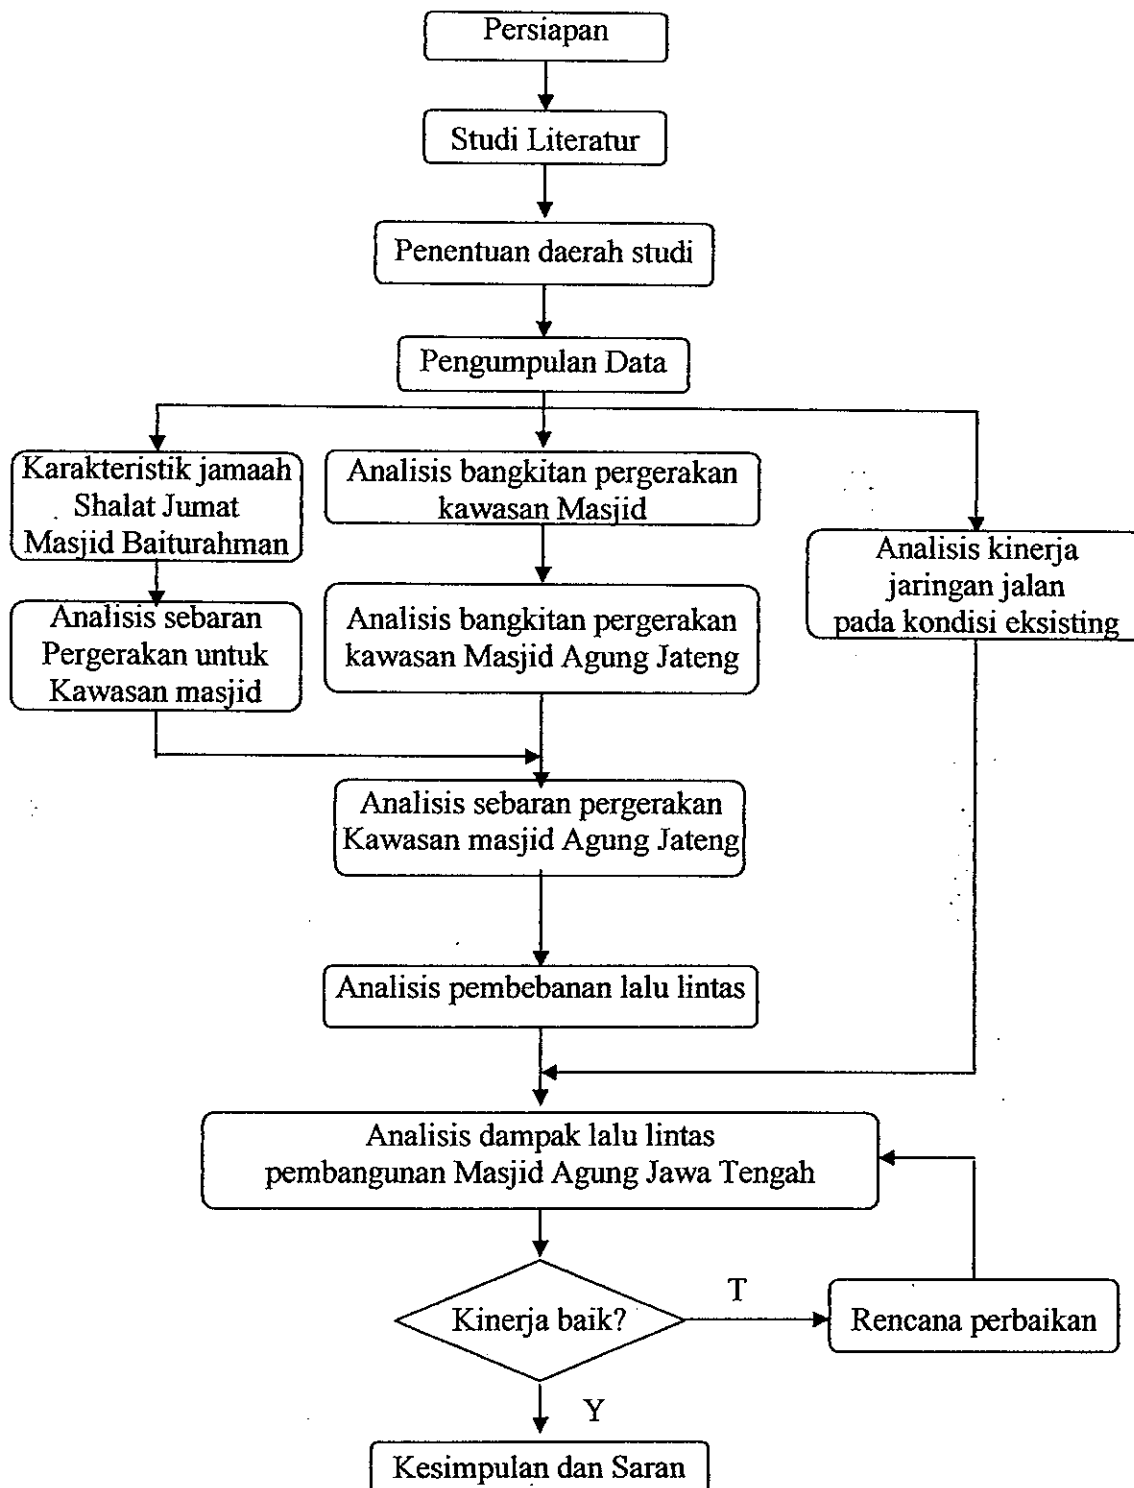 Persiapan
Studi Literatur
Penentuan daerah studi
Pengumpulan Data
Karakteristik jamaah
Shalat Jumat
Masjid Baiturahman
Analisis bangkitan pergerakan
kawasan Masjid
Analisis kinerja
jaringan jalan
pada kondisi eksisting
Analisis sebaran
Pergerakan untuk
Kawasan masjid
Analisis bangkitan pergerakan
kawasan Masjid Agung Jateng
Analisis sebaran pergerakan
Kawasan masjid Agung Jateng
Analisis pembebanan lalu lintas
Analisis dampak lalu lintas
pembangunan Masjid Agung Jawa Tengah
Kinerja baik?
T
Rencana perbaikan
Y
Kesimpulan dan Saran